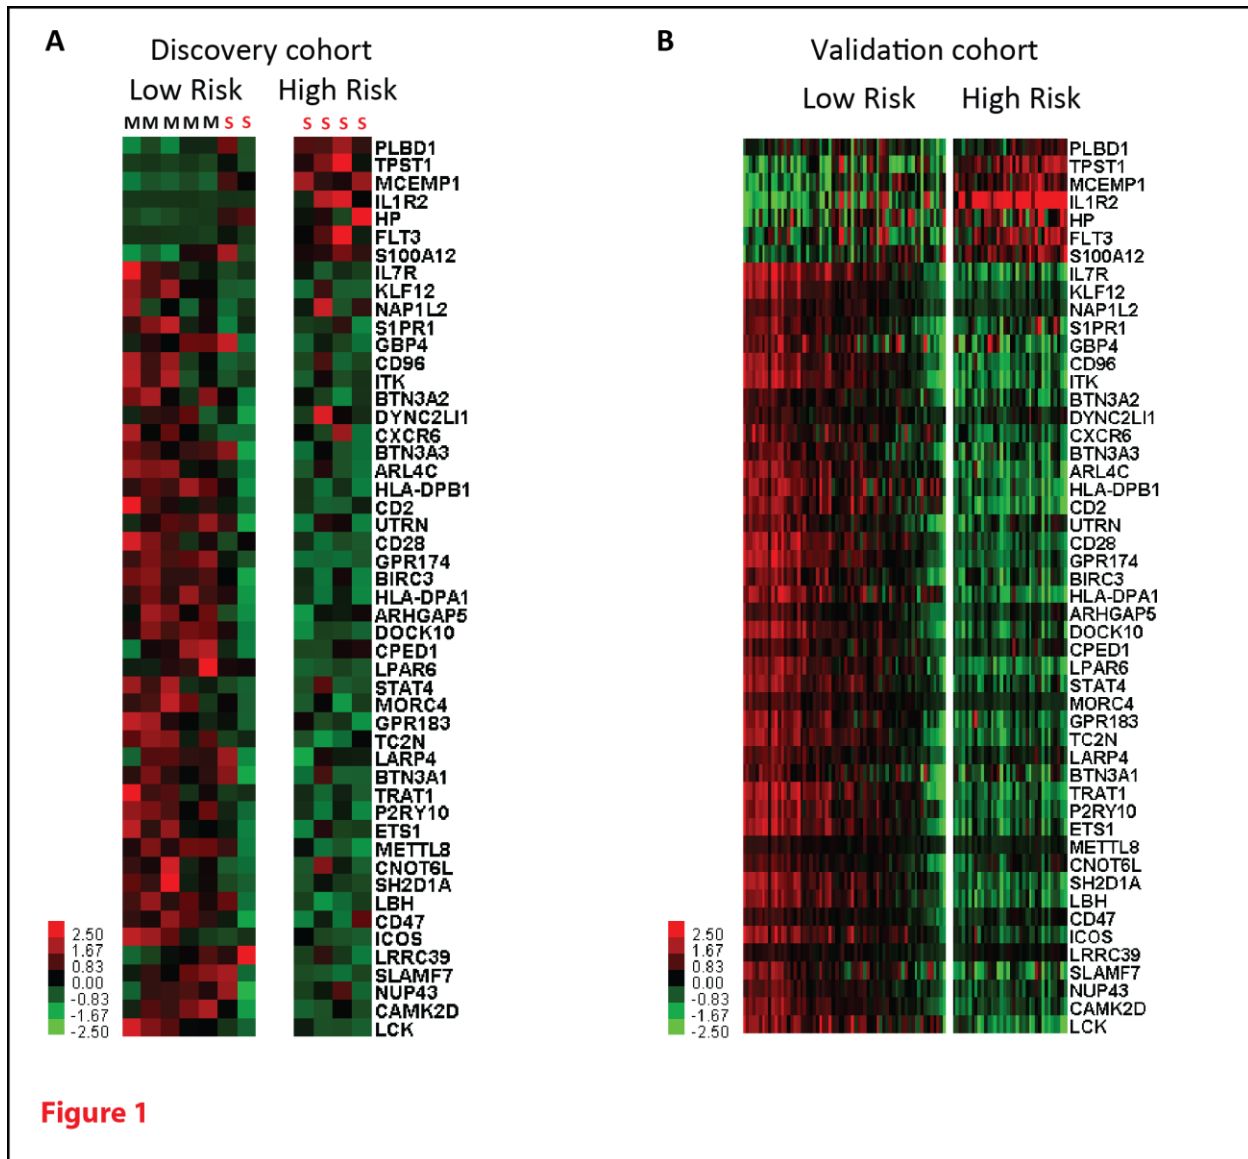 A
Discovery cohort
Low Risk High Risk
M M M M M S S S S S S
PLBD1
TPST1
MCEMP1
IL1R2
HP
FLT3
S100A12
IL7R
KLF12
NAP1L2
S1PR1
GBP4
CD96
ITK
BTN3A2
DYNC2LI1
CXCR6
BTN3A3
ARL4C
HLA-DPB1
CD2
UTRN
CD28
GPR174
BIRC3
HLA-DPA1
ARHGAP5
DOCK10
CPED1
LPAR6
STAT4
MORC4
GPR183
TC2N
LARP4
BTN3A1
TRAT1
P2RY10
ETS1
METTL8
CNOT6L
SH2D1A
LBH
CD47
ICOS
LRRC39
SLAMF7
NUP43
CAMK2D
LCK
2.50
1.67
0.83
0.00
-0.83
-1.67
-2.50
B
Validation cohort
Low Risk High Risk
PLBD1
TPST1
MCEMP1
IL1R2
HP
FLT3
S100A12
IL7R
KLF12
NAP1L2
S1PR1
GBP4
CD96
ITK
BTN3A2
DYNC2LI1
CXCR6
BTN3A3
ARL4C
HLA-DPB1
CD2
UTRN
CD28
GPR174
BIRC3
HLA-DPA1
ARHGAP5
DOCK10
CPED1
LPAR6
STAT4
MORC4
GPR183
TC2N
LARP4
BTN3A1
TRAT1
P2RY10
ETS1
METTL8
CNOT6L
SH2D1A
LBH
CD47
ICOS
LRRC39
SLAMF7
NUP43
CAMK2D
LCK
2.50
1.67
0.83
0.00
-0.83
-1.67
-2.50
Figure 1